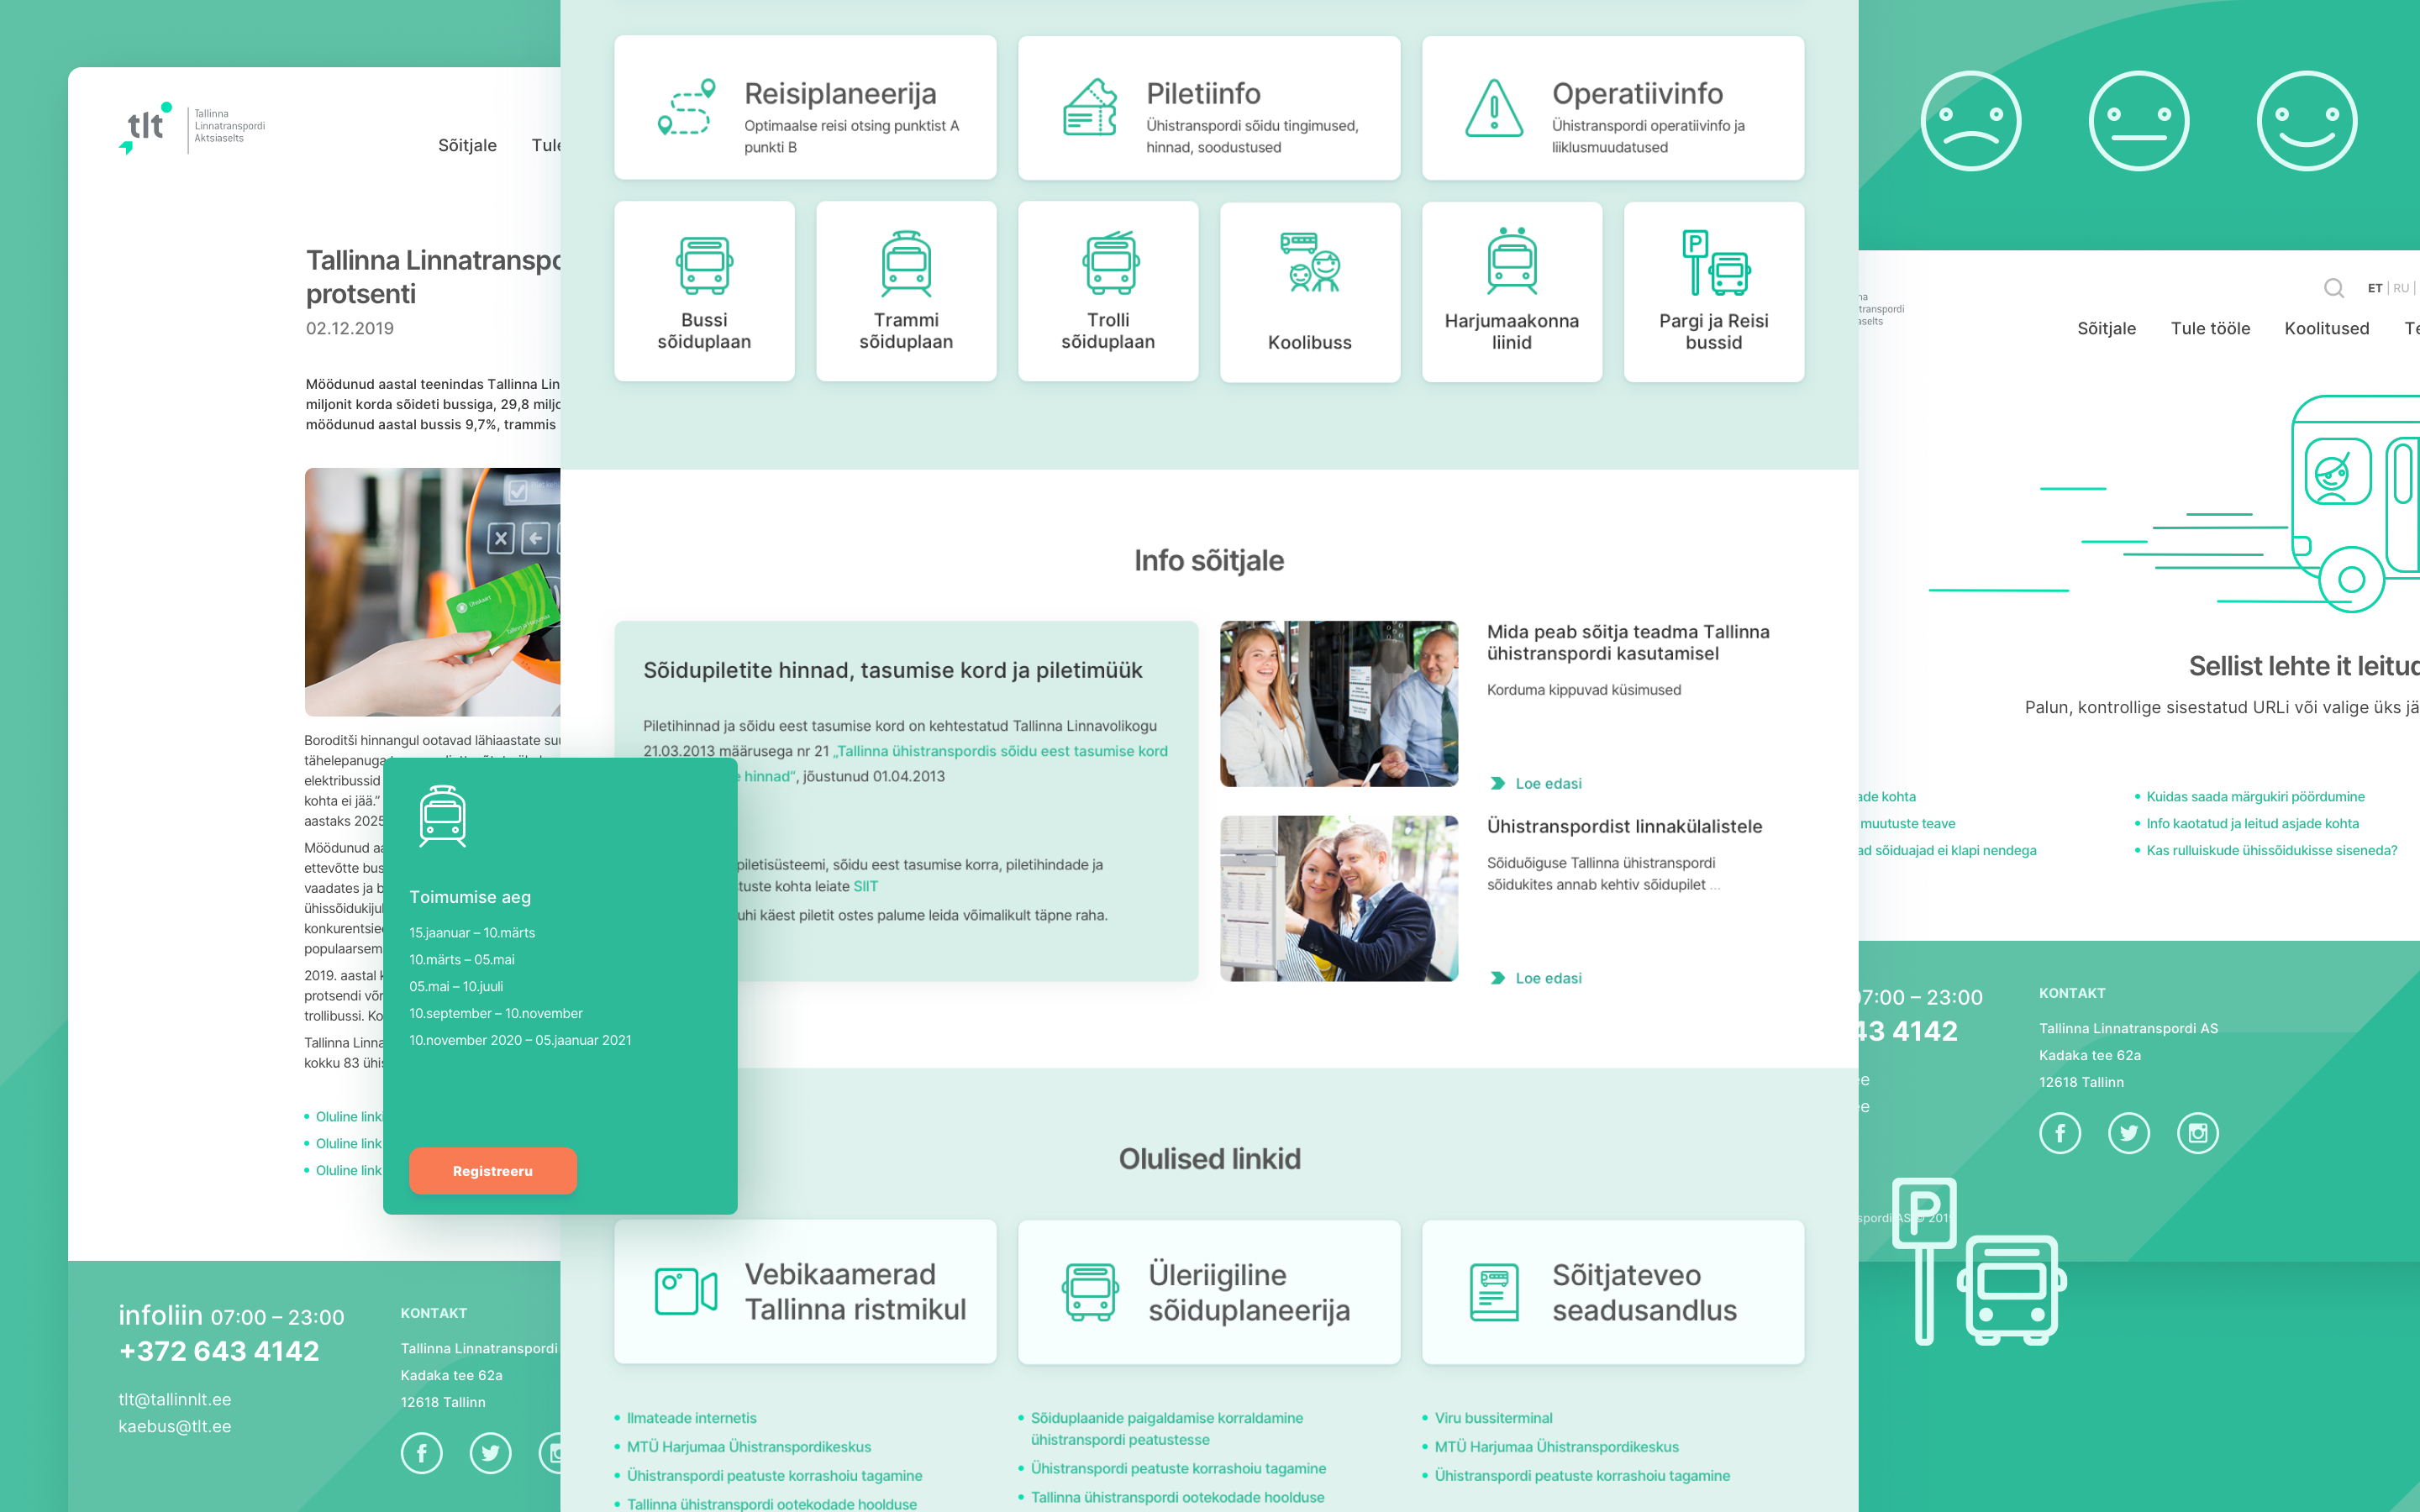 tlt
Tallinna
Linnatranspordi
Aktsiaselts
Sõitjale
Tallinna Linnatranspo
protsenti
02.12.2019
Möödunud aastal teenindas Tallinna Lin
miljonit korda sõideti bussiga, 29,8 miljo
möödunud aastal bussis 9,7%, trammis
Ühiskaart
Boroditši hinnangul ootavad lähiaastate
elektribussid
kohta ei jää.”
aastaks 2025
Möödunud aa
ettevõtte bus
vaadates ja b
ühissõidukijul
konkurentsie
populaarsem
2019. aastal k
protsendi või
trollibussi. Ko
Tallinna Linna
kokku 83 ühis
Oluline link
Oluline link
Oluline link
infoliin 07:00 – 23:00
+372 643 4142
tlt@tallinnlt.ee
kaebus@tlt.ee
KONTAKT
Tallinna Linnatranspordi
Kadaka tee 62a
12618 Tallinn
Toimumise aeg
15.jaanuar – 10.märts
10.märts – 05.mai
05.mai – 10.juuli
10.september – 10.november
10.november 2020 – 05.jaanuar 2021
Registreeru
Reisiplaneerija
Optimaalse reisi otsing punktist A
punkti B
Piletiinfo
Ühistranspordi sõidu tingimused,
hinnad, soodustused
Operatiivinfo
Ühistranspordi operatiivinfo ja
liiklusmuudatused
Bussi
sõiduplaan
Trammi
sõiduplaan
Trolli
sõiduplaan
Koolibuss
Harjumaakonna
liinid
P
Pargi ja Reisi
bussid
Info sõitjale
Sõidupiletite hinnad, tasumise kord ja piletimüük
Piletihinnad ja sõidu eest tasumise kord on kehtestatud Tallinna Linnavolikogu
21.03.2013 määrusega nr 21 „Tallinna ühistranspordis sõidu eest tasumise kord
e hinnad“, jõustunud 01.04.2013
piletisüsteemi, sõidu eest tasumise korra, piletihindade ja
tuste kohta leiate SIIT
uhi käest piletit ostes palume leida võimalikult täpne raha.
Mida peab sõitja teadma Tallinna
ühistranspordi kasutamisel
Korduma kippuvad küsimused
Loe edasi
Ühistranspordist linnakülalistele
Sõiduõiguse Tallinna ühistranspordi
sõidukites annab kehtiv sõidupilet ...
Loe edasi
Olulised linkid
Vebikaamerad
Tallinna ristmikul
Üleriigiline
sõiduplaneerija
Sõitjateveo
seadusandlus
Ilmateade internetis
MTÜ Harjumaa Ühistranspordikeskus
Ühistranspordi peatuste korrashoiu tagamine
Tallinna ühistranspordi ootekodade hoolduse
Sõiduplaanide paigaldamise korraldamine
ühistranspordi peatustesse
Ühistranspordi peatuste korrashoiu tagamine
Tallinna ühistranspordi ootekodade hoolduse
Viru bussiterminal
MTÜ Harjumaa Ühistranspordikeskus
Ühistranspordi peatuste korrashoiu tagamine
na
transpordi
aselts
ET | RU |
Sõitjale Tule tööle Koolitused Te
Sellist lehte it leitud
Palun, kontrollige sisestatud URLi või valige üks jä
ade kohta
muutuste teave
ad sõiduajad ei klapi nendega
Kuidas saada märgukiri pöördumine
Info kaotatud ja leitud asjade kohta
Kas rulluiskude ühissõidukisse siseneda?
07:00 – 23:00
43 4142
ee
ee
KONTAKT
Tallinna Linnatranspordi AS
Kadaka tee 62a
12618 Tallinn
spordi AS © 201
P